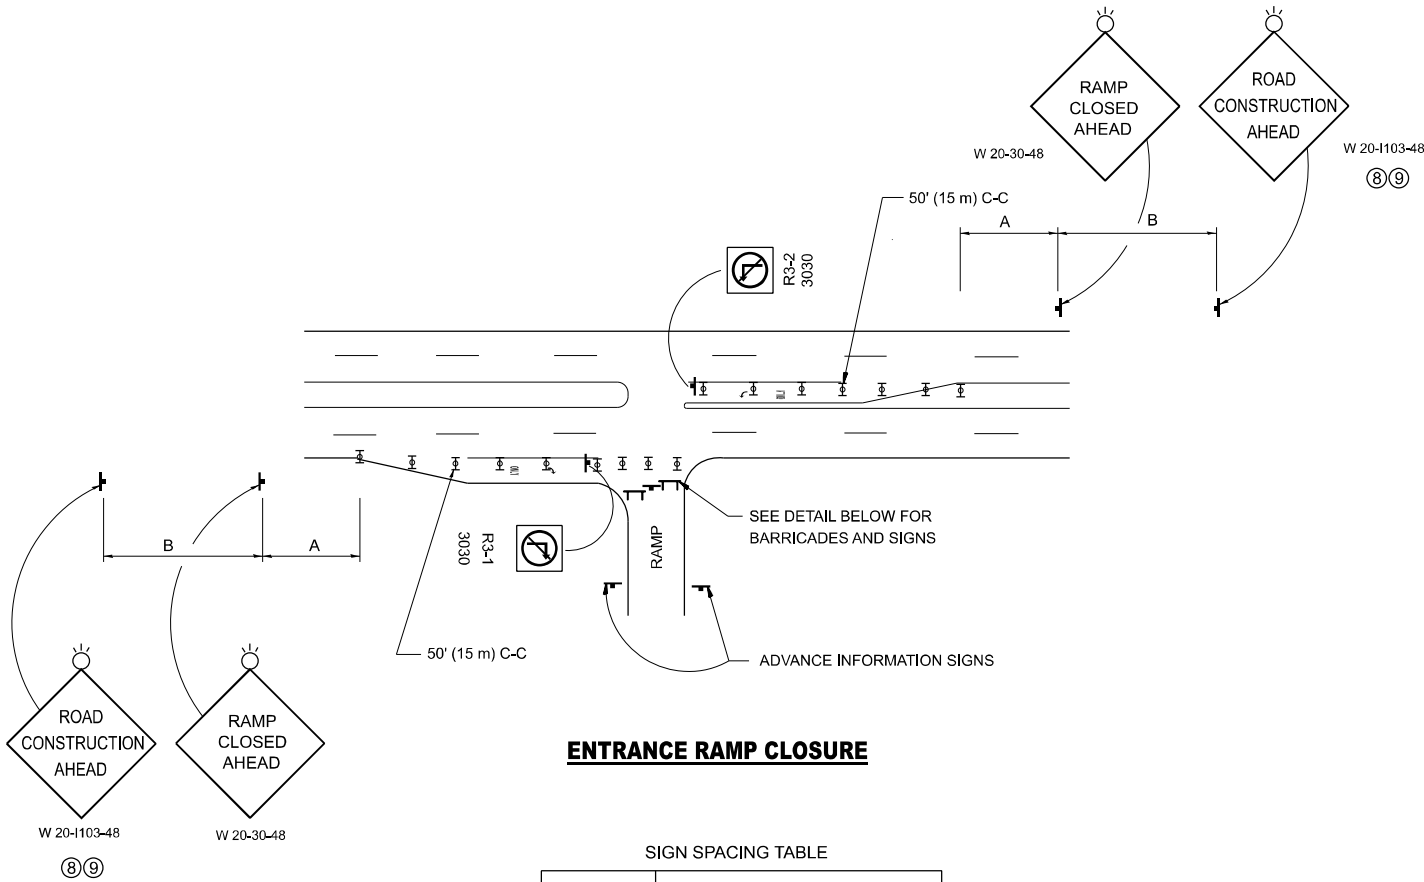 RAMP
CLOSED
AHEAD
W 20-30-48
ROAD
CONSTRUCTION
AHEAD
W 20-I103-48
⑧⑨
50' (15 m) C-C
A
B
R3-2
3030
ONLY
ONLY
B
A
R3-1
3030
RAMP
SEE DETAIL BELOW FOR
BARRICADES AND SIGNS
50' (15 m) C-C
ADVANCE INFORMATION SIGNS
ROAD
CONSTRUCTION
AHEAD
W 20-I103-48
⑧⑨
RAMP
CLOSED
AHEAD
W 20-30-48
ENTRANCE RAMP CLOSURE
SIGN SPACING TABLE